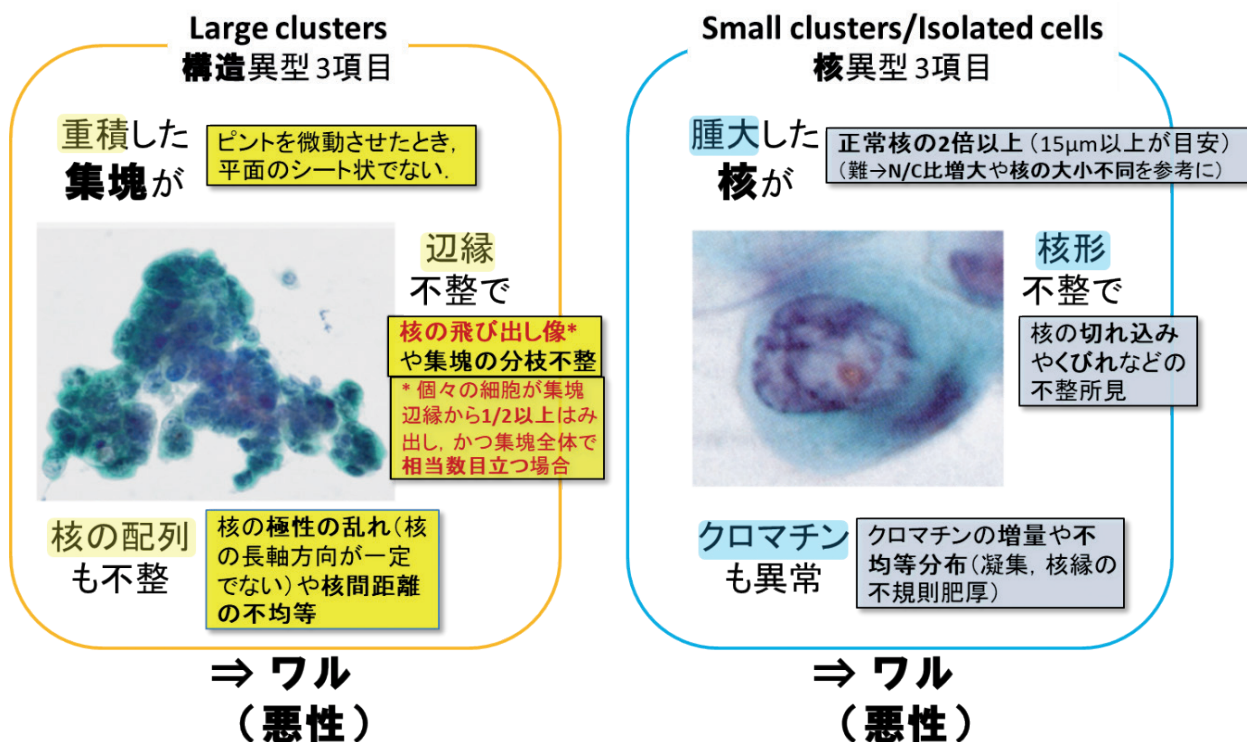 Large clusters
構造異型3項目
重積した
集塊が
ピントを微動させたとき，
平面のシート状でない．
辺縁
不整で
核の飛び出し像*
や集塊の分枝不整
* 個々の細胞が集塊
辺縁から1/2以上はみ
出し，かつ集塊全体で
相当数目立つ場合
核の配列
も不整
核の極性の乱れ（核
の長軸方向が一定
でない）や核間距離
の不均等
⇒ ワル
（悪性）
Small clusters/Isolated cells
核異型3項目
腫大した
核が
正常核の2倍以上（15μm以上が目安）
（難→N/C比増大や核の大小不同を参考に）
核形
不整で
核の切れ込み
やくびれなどの
不整所見
クロマチン
も異常
クロマチンの増量や不
均等分布（凝集，核縁の
不規則肥厚）
⇒ ワル
（悪性）